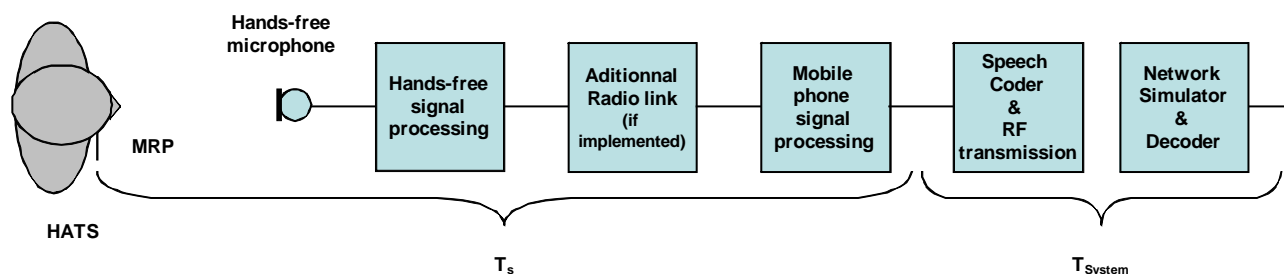 Hands-free
microphone
Hands-free
signal
processing
Aditionnal
Radio link
(if
implemented)
Mobile
phone
signal
processing
Speech
Coder
&
RF
transmission
Network
Simulator
&
Decoder
MRP
HATS
Ts
TSystem